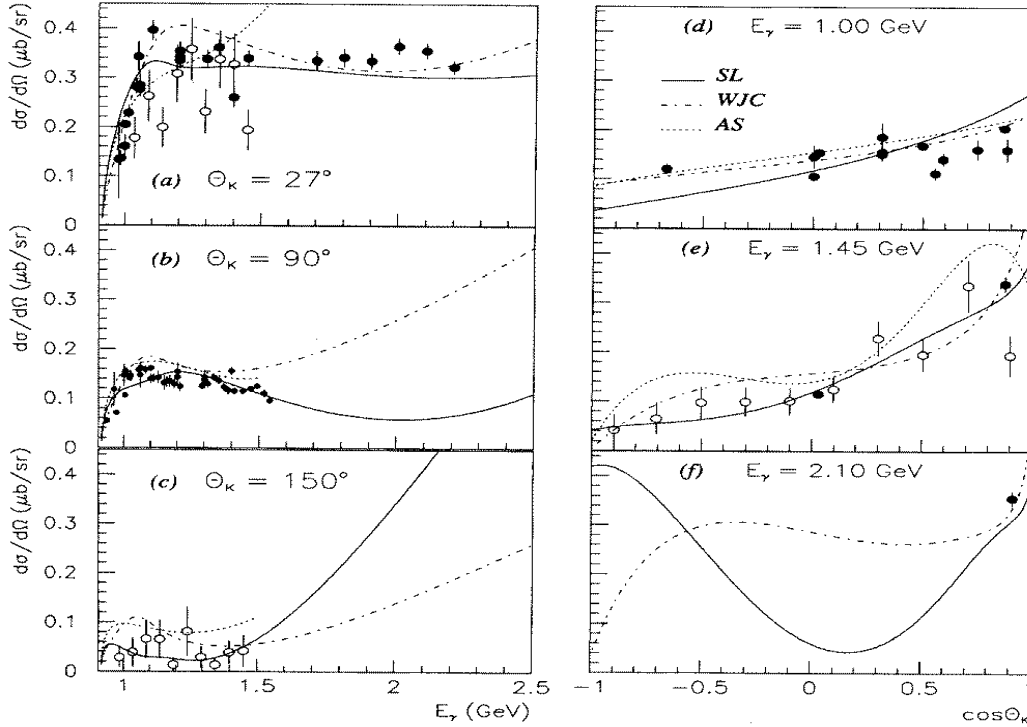 dσ/dΩ (μb/sr)
0.4
0.3
0.2
0.1
0
(a) Θ_K = 27°
dσ/dΩ (μb/sr)
0.4
0.3
0.2
0.1
0
(b) Θ_K = 90°
dσ/dΩ (μb/sr)
0.4
0.3
0.2
0.1
0
(c) Θ_K = 150°
1 1.5 2 2.5
E_γ (GeV)
(d) E_γ = 1.00 GeV
SL
WJC
AS
(e) E_γ = 1.45 GeV
(f) E_γ = 2.10 GeV
-1 -0.5 0 0.5 1
cosΘ_K